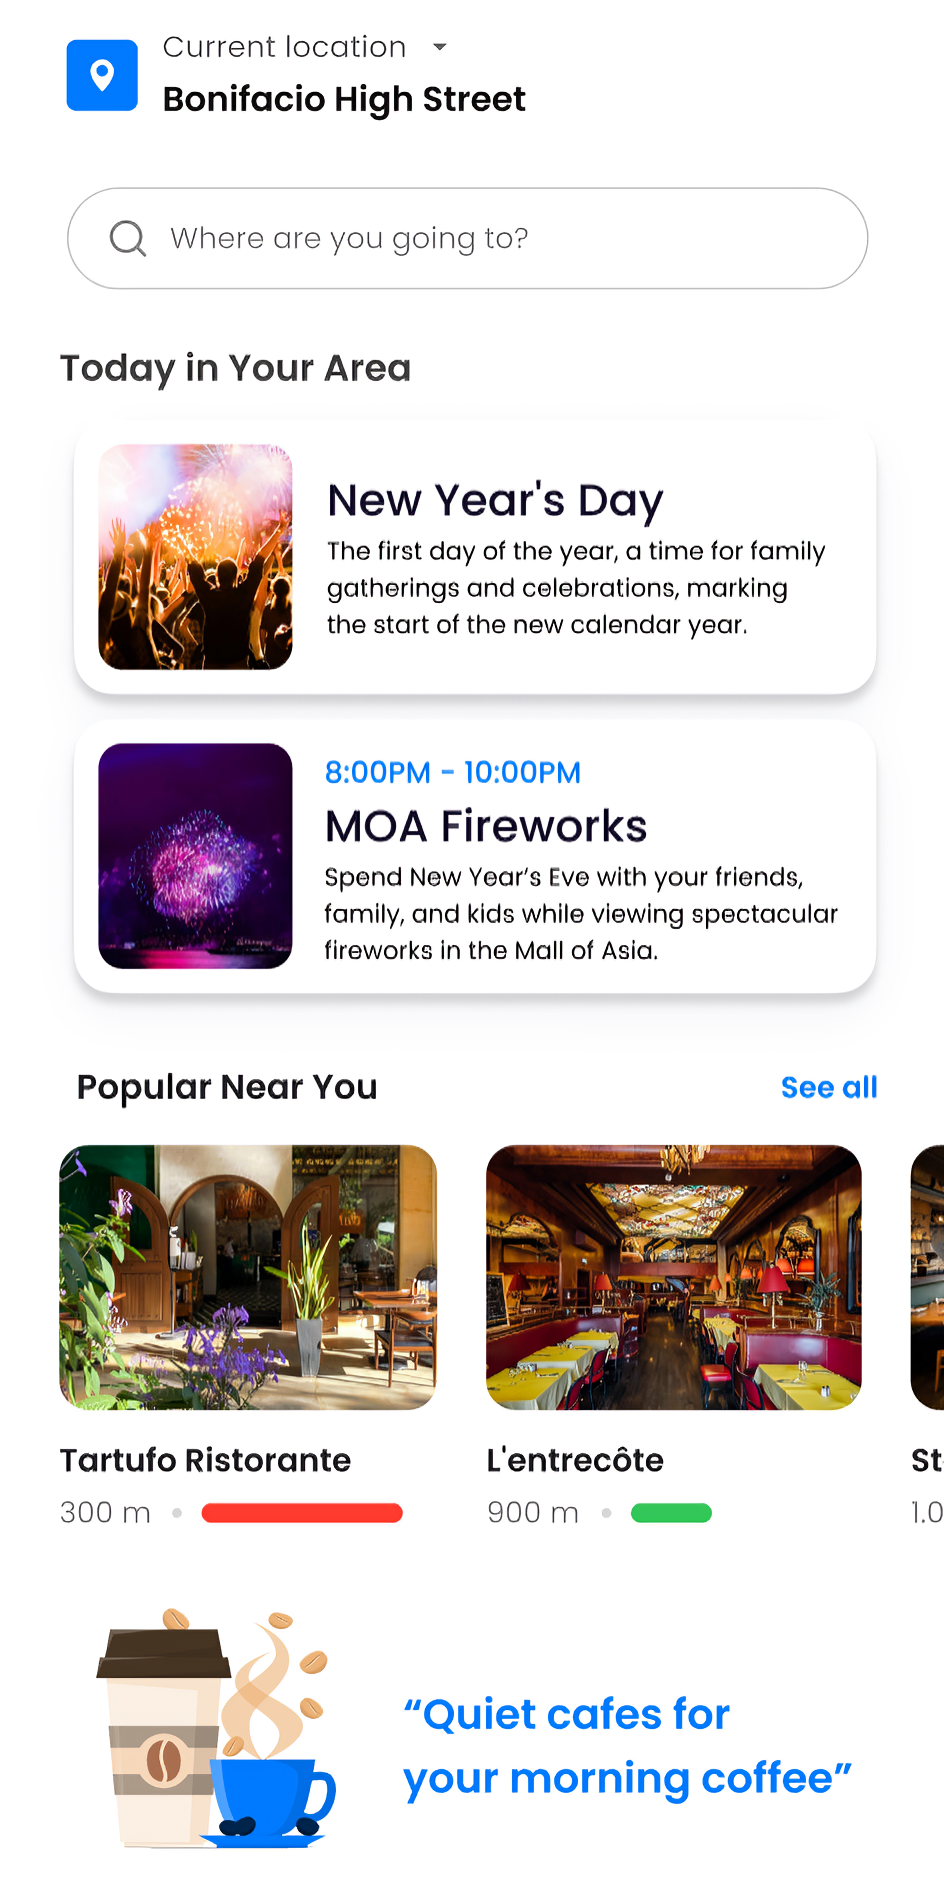 Current location
Bonifacio High Street
Where are you going to?
Today in Your Area
New Year's Day
The first day of the year, a time for family
gatherings and celebrations, marking
the start of the new calendar year.
8:00PM - 10:00PM
MOA Fireworks
Spend New Year’s Eve with your friends,
family, and kids while viewing spectacular
fireworks in the Mall of Asia.
Popular Near You
See all
Tartufo Ristorante
L'entrecôte
St
300 m
900 m
1.0
“Quiet cafes for
your morning coffee”